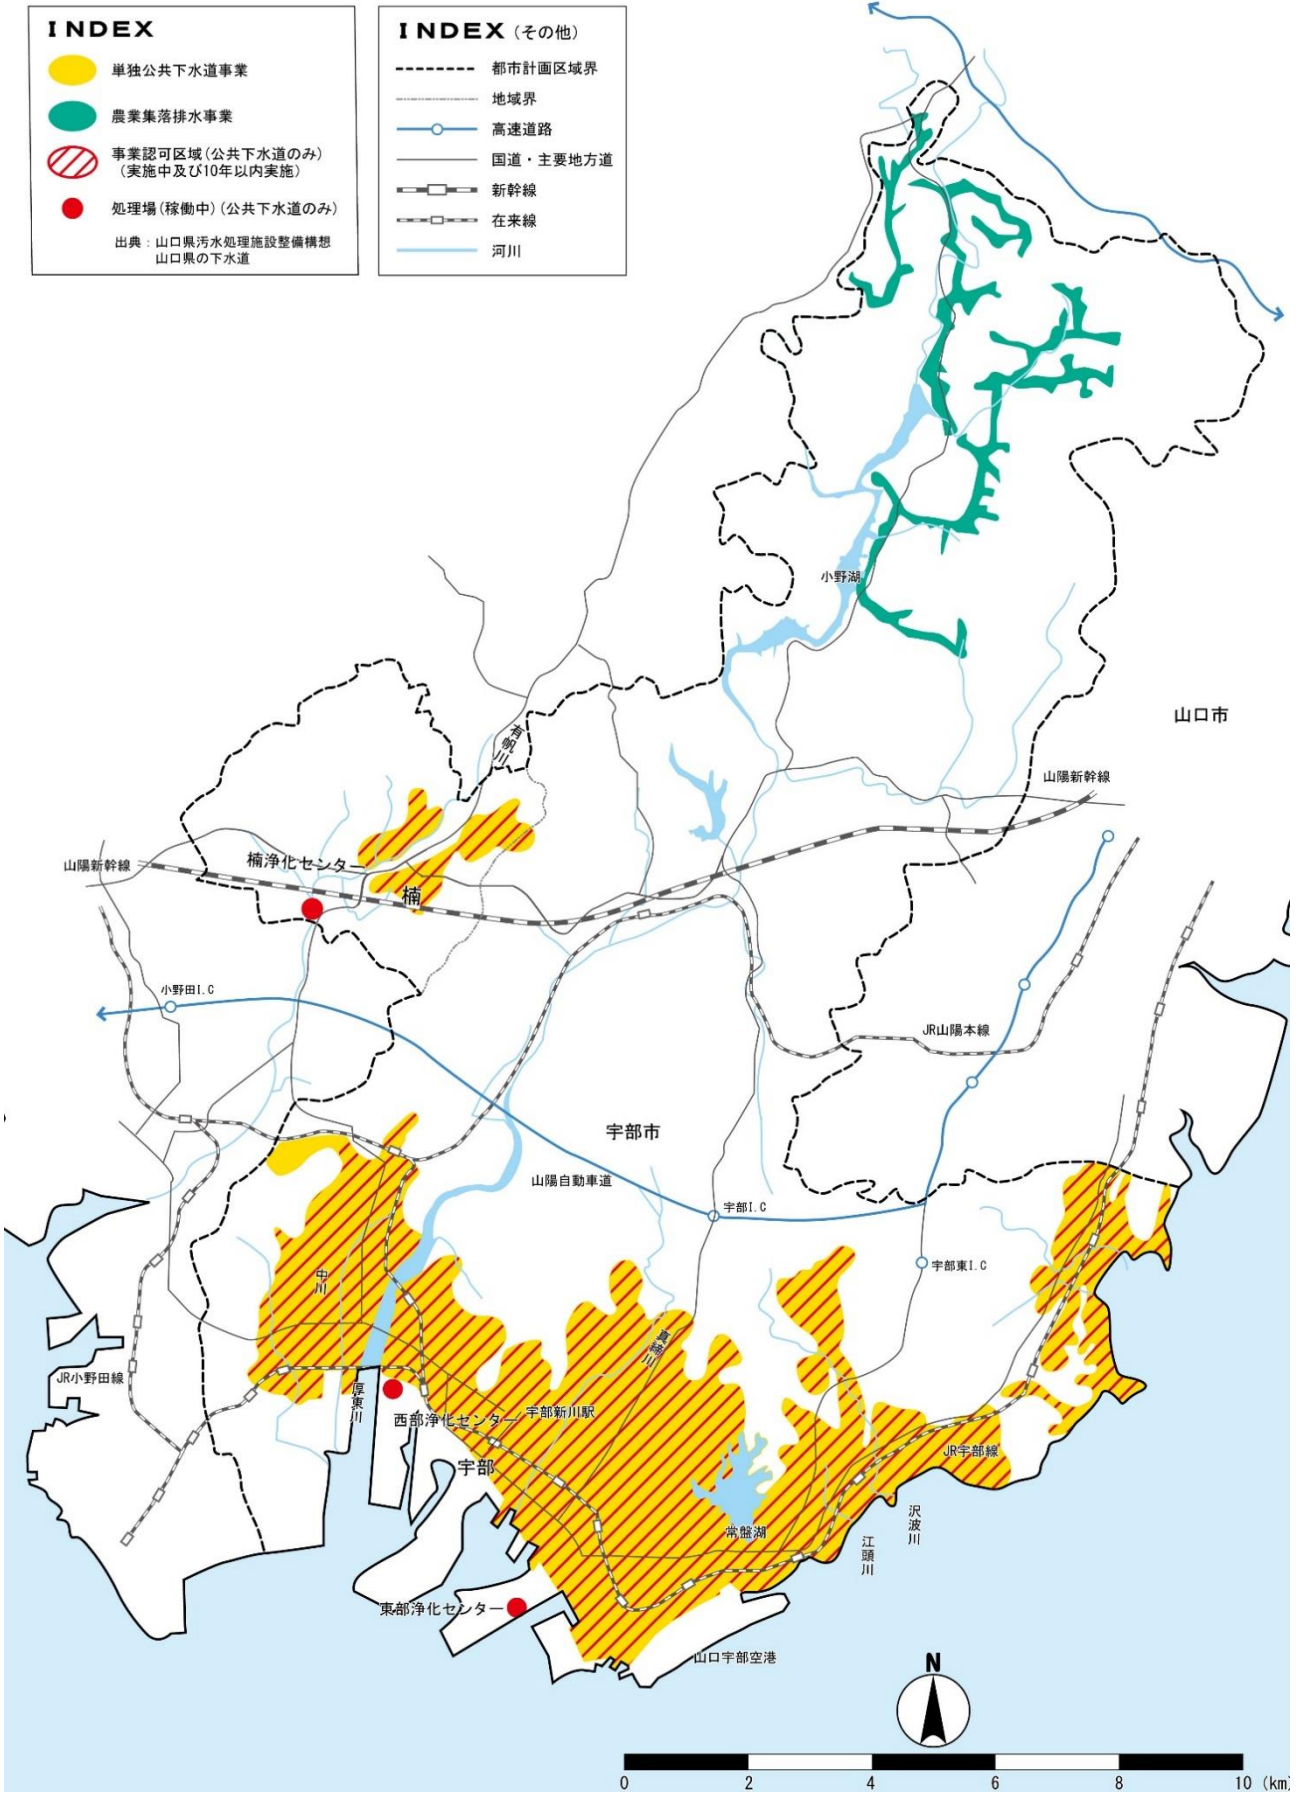 INDEX
単独公共下水道事業
農業集落排水事業
事業認可区域(公共下水道のみ)
(実施中及び10年以内実施)
処理場(稼働中)(公共下水道のみ)
出典：山口県汚水処理施設整備構想
山口県の下水道
INDEX(その他)
都市計画区域界
地域界
高速道路
国道・主要地方道
新幹線
在来線
河川
小野湖
山口市
有帆川
山陽新幹線
山陽新幹線
楠浄化センター
楠
小野田I.C
JR山陽本線
宇部市
山陽自動車道
宇部I.C
宇部東I.C
中川
真締川
JR小野田線
厚東川
西部浄化センター
宇部新川駅
宇部
JR宇部線
常盤湖
沢波川
江頭川
東部浄化センター
山口宇部空港
N
0 2 4 6 8 10 (km)